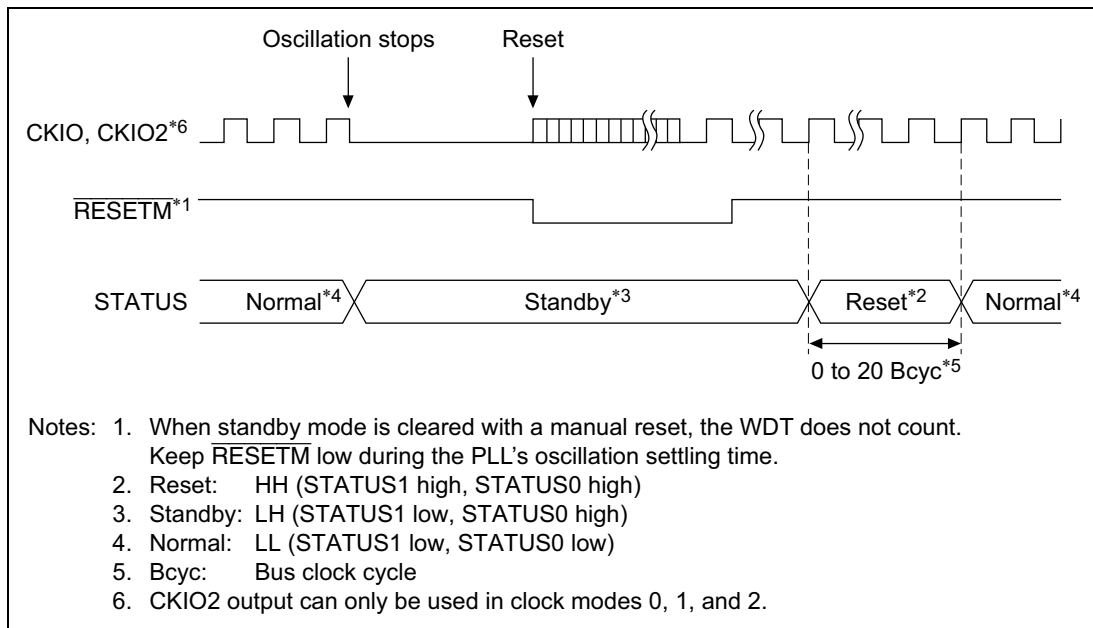 Oscillation stops Reset
CKIO, CKIO2*6
RESETM*1
STATUS Normal*4 Standby*3 Reset*2 Normal*4
0 to 20 Bcyc*5
Notes: 1. When standby mode is cleared with a manual reset, the WDT does not count.
Keep RESETM low during the PLL's oscillation settling time.
2. Reset: HH (STATUS1 high, STATUS0 high)
3. Standby: LH (STATUS1 low, STATUS0 high)
4. Normal: LL (STATUS1 low, STATUS0 low)
5. Bcyc: Bus clock cycle
6. CKIO2 output can only be used in clock modes 0, 1, and 2.